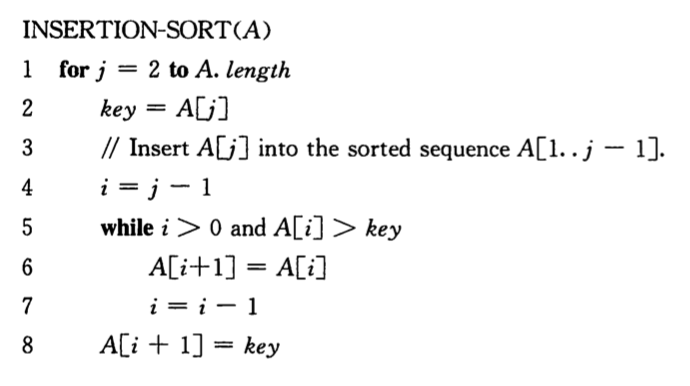 INSERTION-SORT(A)
1 for j = 2 to A. length
2 key = A[j]
3 // Insert A[j] into the sorted sequence A[1. . j − 1].
4 i = j − 1
5 while i > 0 and A[i] > key
6 A[i+1] = A[i]
7 i = i − 1
8 A[i + 1] = key